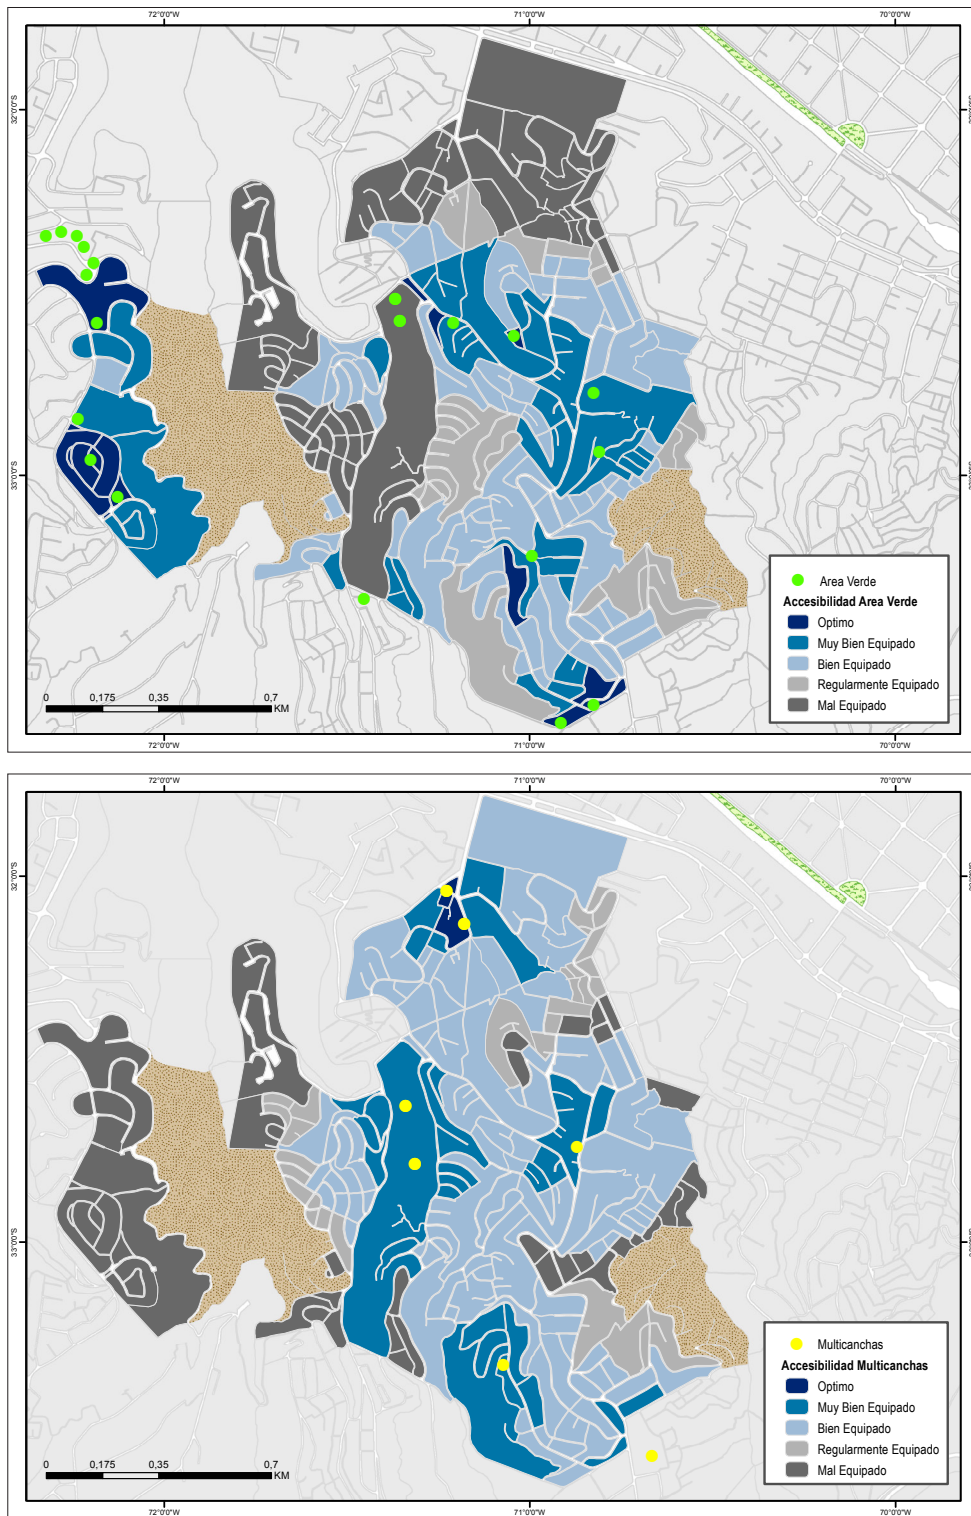 72°0'0"W
71°0'0"W
70°0'0"W
32°0'0"S
33°0'0"S
Area Verde
Accesibilidad Area Verde
Optimo
Muy Bien Equipado
Bien Equipado
Regularmente Equipado
Mal Equipado
0
0,175
0,35
0,7
KM
72°0'0"W
71°0'0"W
70°0'0"W
72°0'0"W
71°0'0"W
70°0'0"W
32°0'0"S
33°0'0"S
Multicanchas
Accesibilidad Multicanchas
Optimo
Muy Bien Equipado
Bien Equipado
Regularmente Equipado
Mal Equipado
0
0,175
0,35
0,7
KM
72°0'0"W
71°0'0"W
70°0'0"W